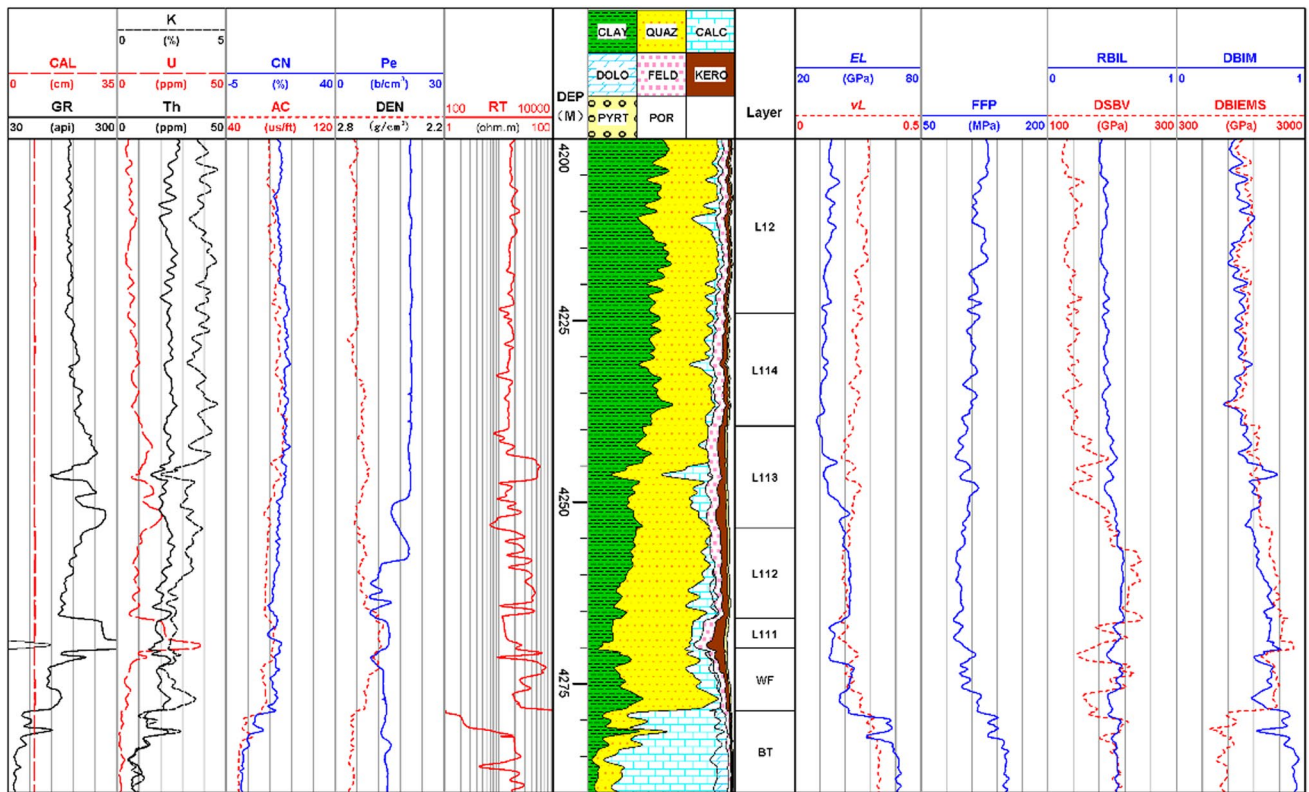 K
0 (%) 5
CAL
0 (cm) 35
U
0 (ppm) 50
CN
-5 (%) 40
Pe
0 (b/cm³) 30
GR
30 (api) 300
Th
0 (ppm) 50
AC
40 (us/ft) 120
DEN
2.8 (g/cm²) 2.2
100 RT 10000
1 (ohm.m) 100
DEP
(M)
CLAY QUAZ CALC
DOLO FELD KERO
PYRT POR
Layer
EL
20 (GPa) 80
vL
0 0.5
FFP
50 (MPa) 200
RBIL
0 1
DSBV
100 (GPa) 300
DBIM
0 1
DBIEMS
300 (GPa) 3000
4200
4225
4250
4275
L12
L114
L113
L112
L111
WF
BT